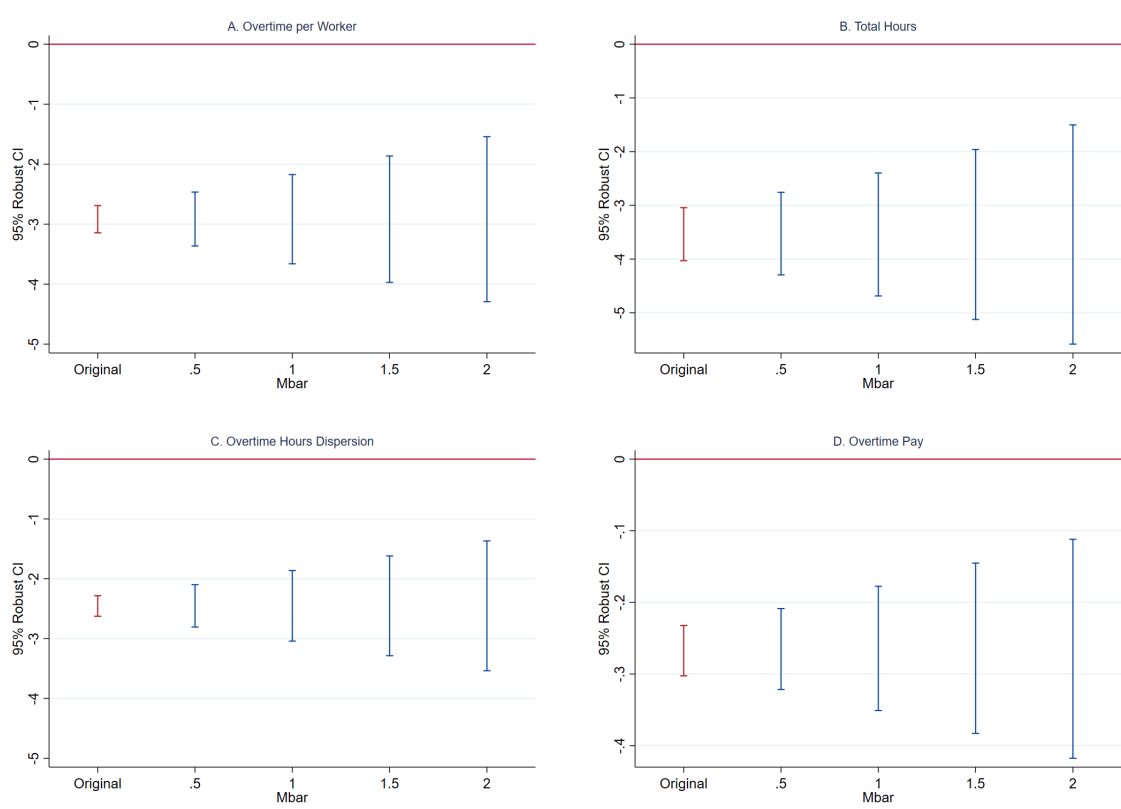 A. Overtime per Worker
95% Robust CI
0
-1
-2
-3
-4
-5
Original .5 1 1.5 2
Mbar
B. Total Hours
95% Robust CI
0
-1
-2
-3
-4
-5
Original .5 1 1.5 2
Mbar
C. Overtime Hours Dispersion
95% Robust CI
0
-1
-2
-3
-4
-5
Original .5 1 1.5 2
Mbar
D. Overtime Pay
95% Robust CI
0
-.1
-.2
-.3
-.4
Original .5 1 1.5 2
Mbar